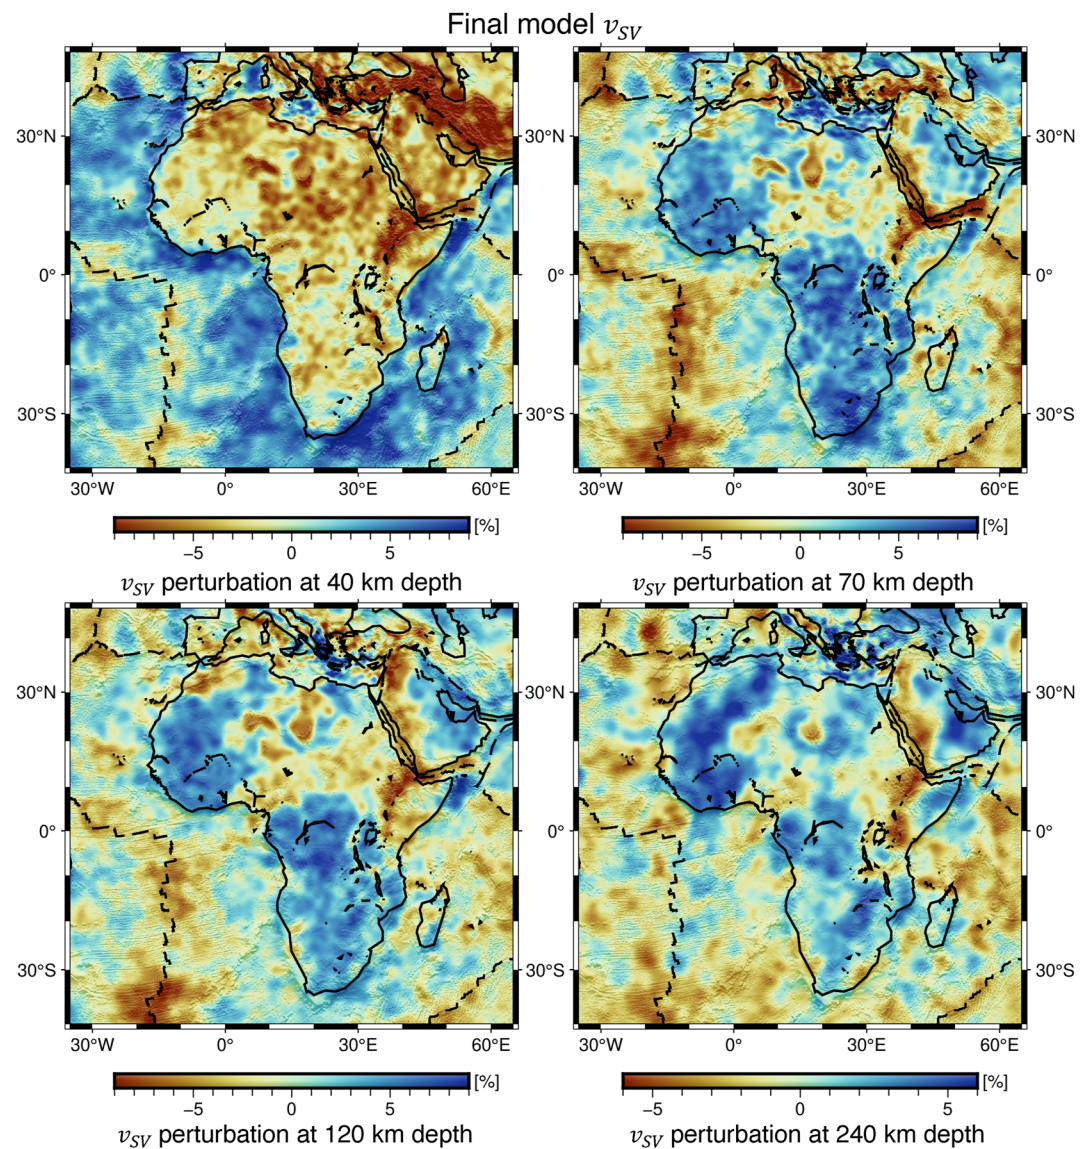 Final model v_SV
30°N 30°N
0° 0°
30°S 30°S
30°W 0° 30°E 60°E 30°W 0° 30°E 60°E
[%] [%]
−5 0 5 −5 0 5
v_SV perturbation at 40 km depth v_SV perturbation at 70 km depth
30°N 30°N
0° 0°
30°S 30°S
30°W 0° 30°E 60°E 30°W 0° 30°E 60°E
[%] [%]
−5 0 5 −5 0 5
v_SV perturbation at 120 km depth v_SV perturbation at 240 km depth